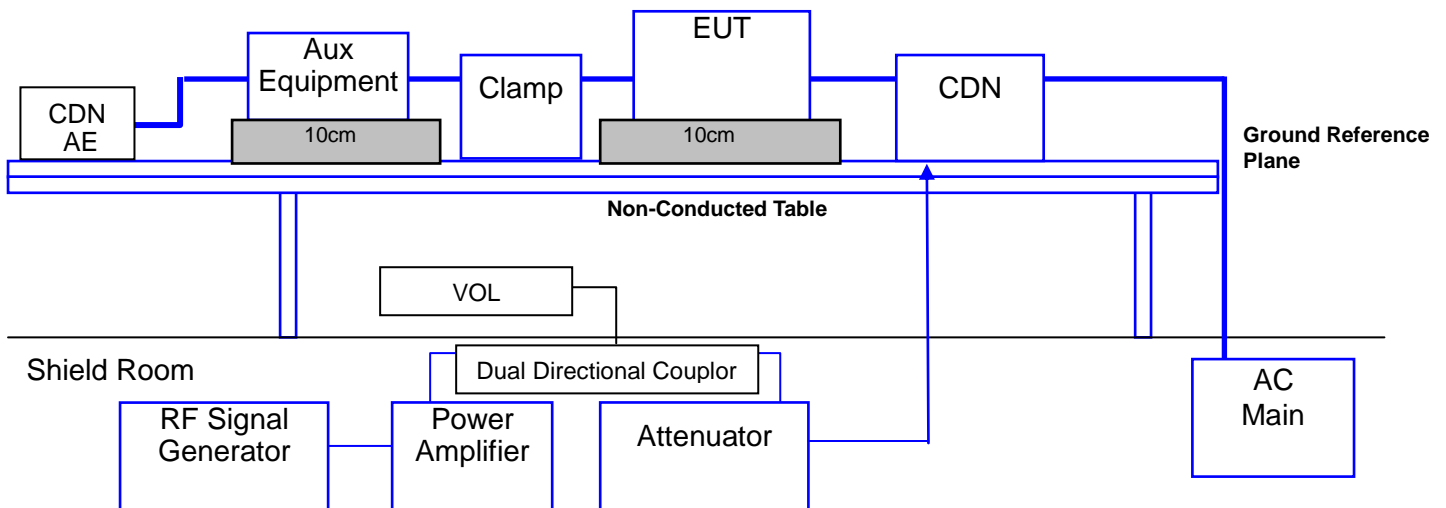 CDN
AE
Aux
Equipment
10cm
Clamp
EUT
10cm
CDN
Ground Reference
Plane
Non-Conducted Table
VOL
Shield Room
Dual Directional Couplor
RF Signal
Generator
Power
Amplifier
Attenuator
AC
Main